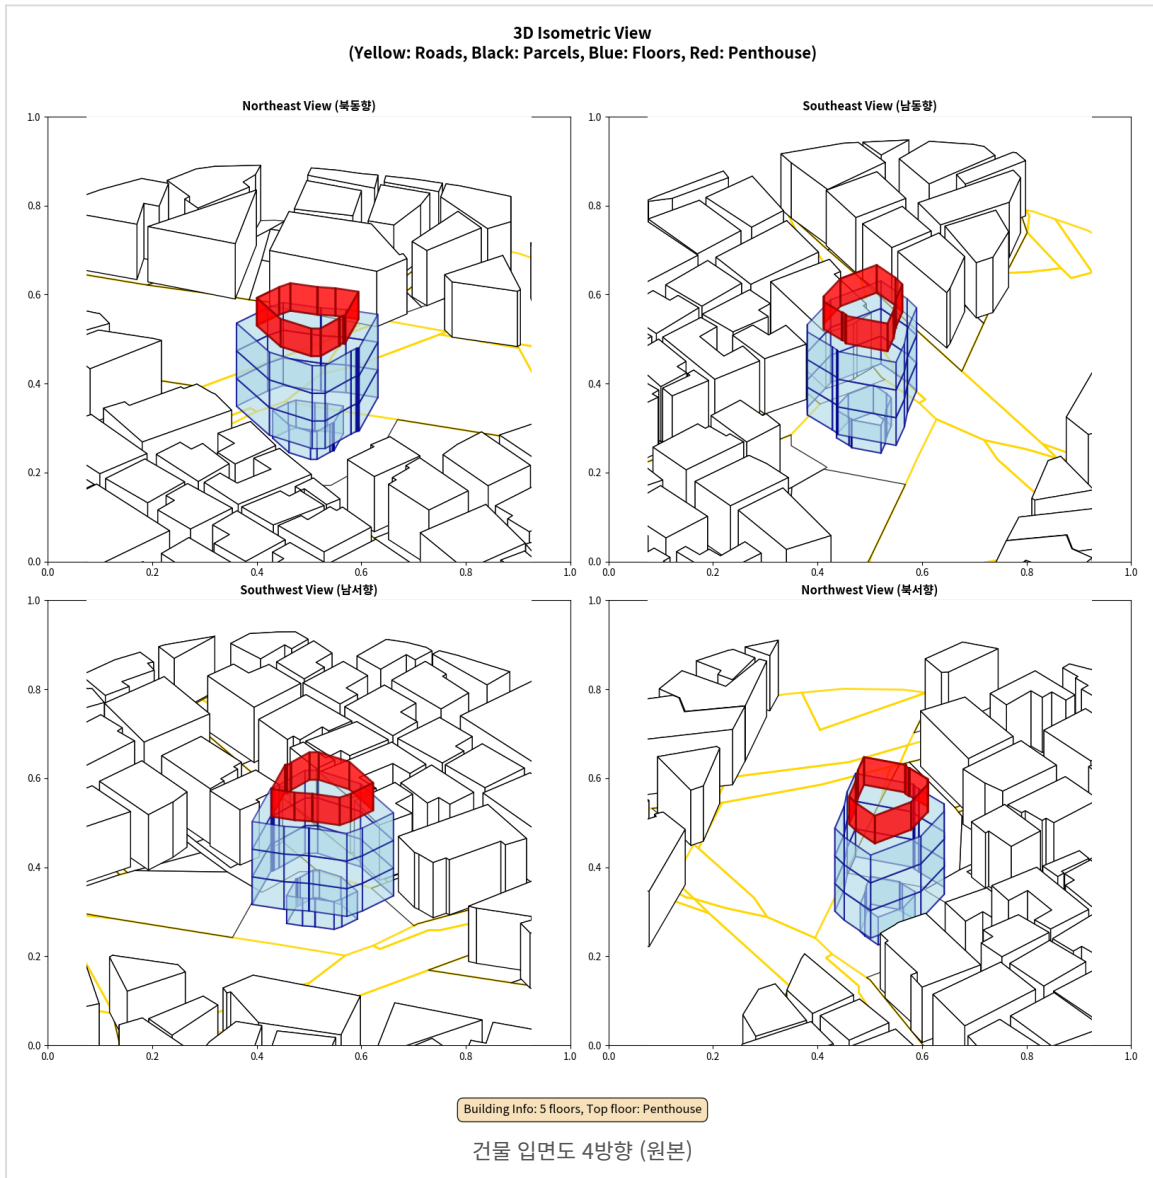 3D Isometric View
(Yellow: Roads, Black: Parcels, Blue: Floors, Red: Penthouse)
Northeast View (북동향)
1.0
0.8
0.6
0.4
0.2
0.0
0.0 0.2 0.4 0.6 0.8 1.0
Southeast View (남동향)
1.0
0.8
0.6
0.4
0.2
0.0
0.0 0.2 0.4 0.6 0.8 1.0
Southwest View (남서향)
1.0
0.8
0.6
0.4
0.2
0.0
0.0 0.2 0.4 0.6 0.8 1.0
Northwest View (북서향)
1.0
0.8
0.6
0.4
0.2
0.0
0.0 0.2 0.4 0.6 0.8 1.0
Building Info: 5 floors, Top floor: Penthouse
건물 입면도 4방향 (원본)